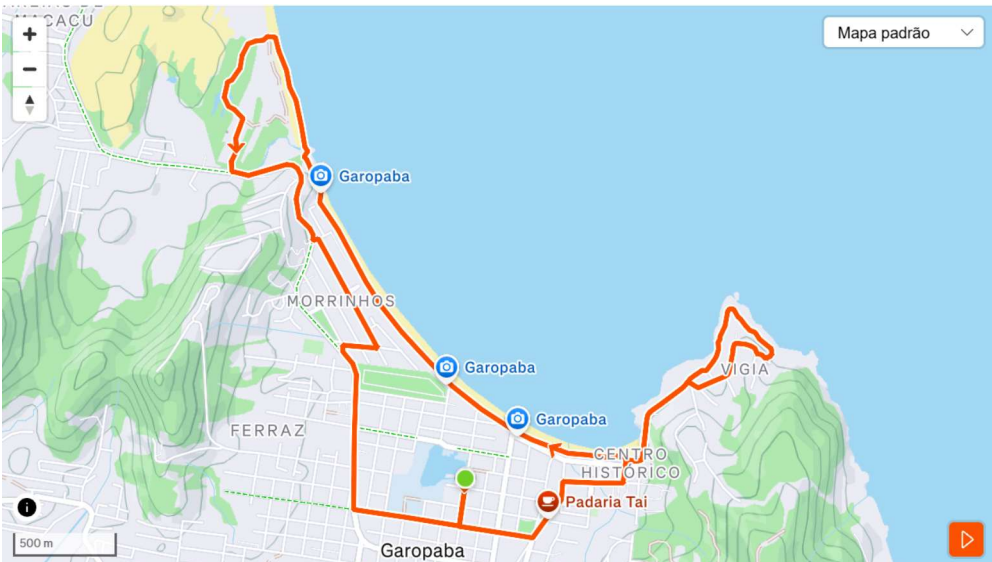 MACACU
Mapa padrão
Garopaba
MORRINHOS
Garopaba
VIGIA
Garopaba
FERRAZ
CENTRO
HISTÓRICO
Padaria Tai
500 m
Garopaba